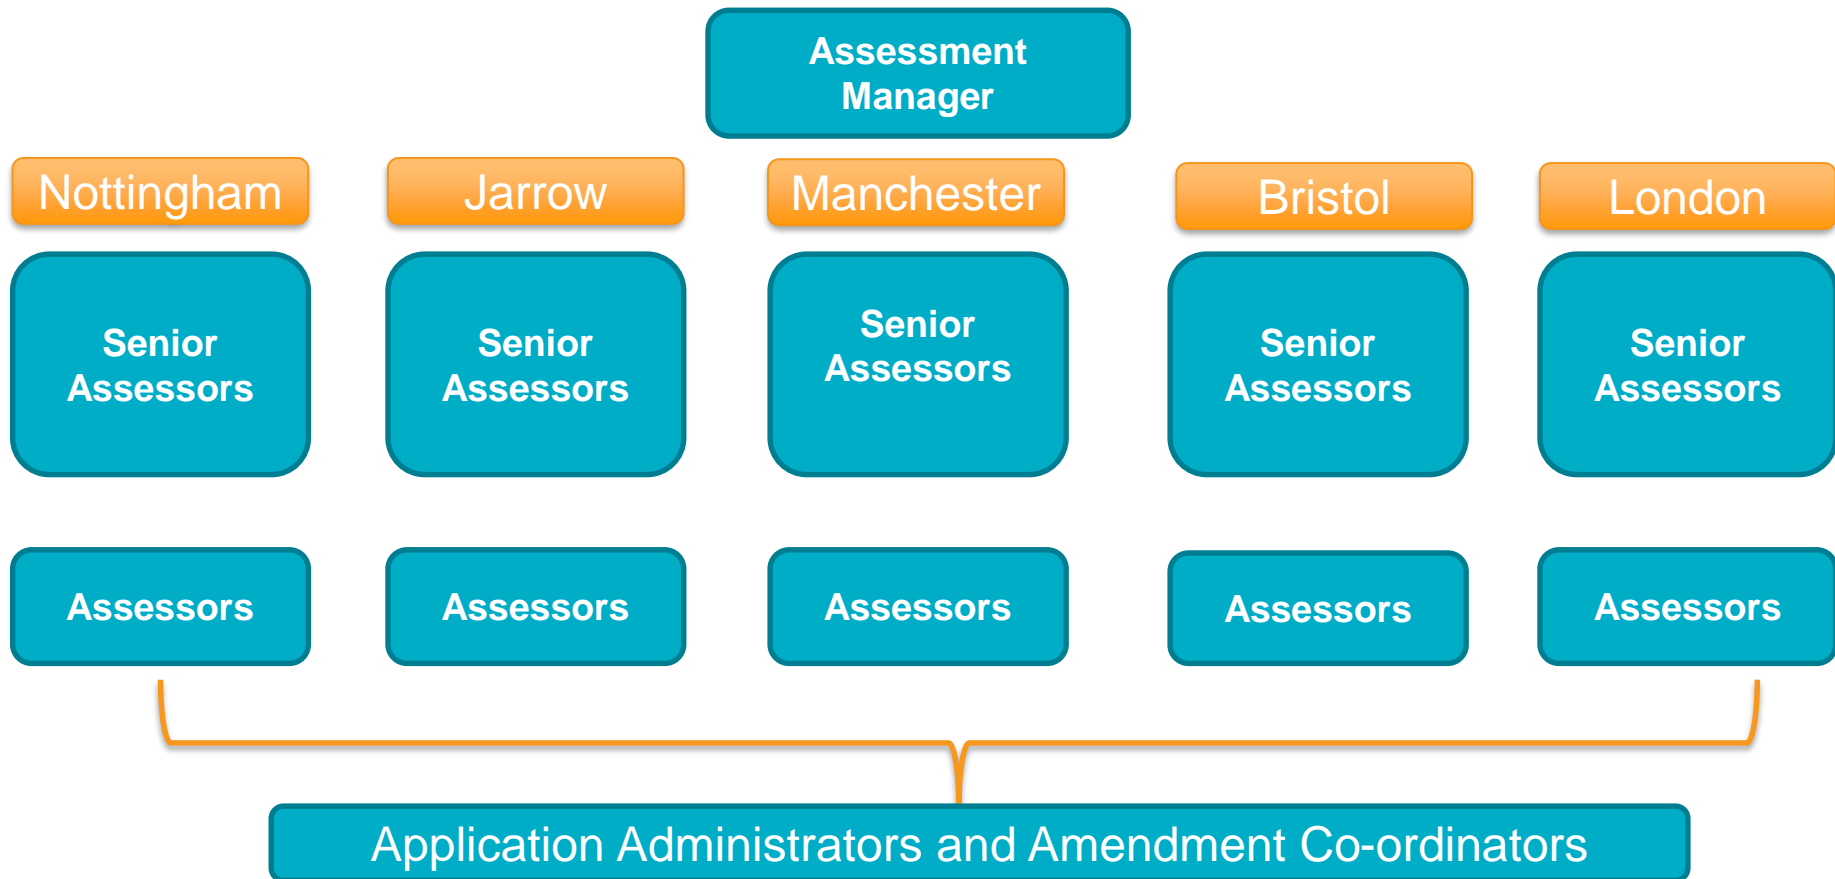 Assessment
Manager
Nottingham
Jarrow
Manchester
Bristol
London
Senior
Assessors
Senior
Assessors
Senior
Assessors
Senior
Assessors
Senior
Assessors
Assessors
Assessors
Assessors
Assessors
Assessors
Application Administrators and Amendment Co-ordinators